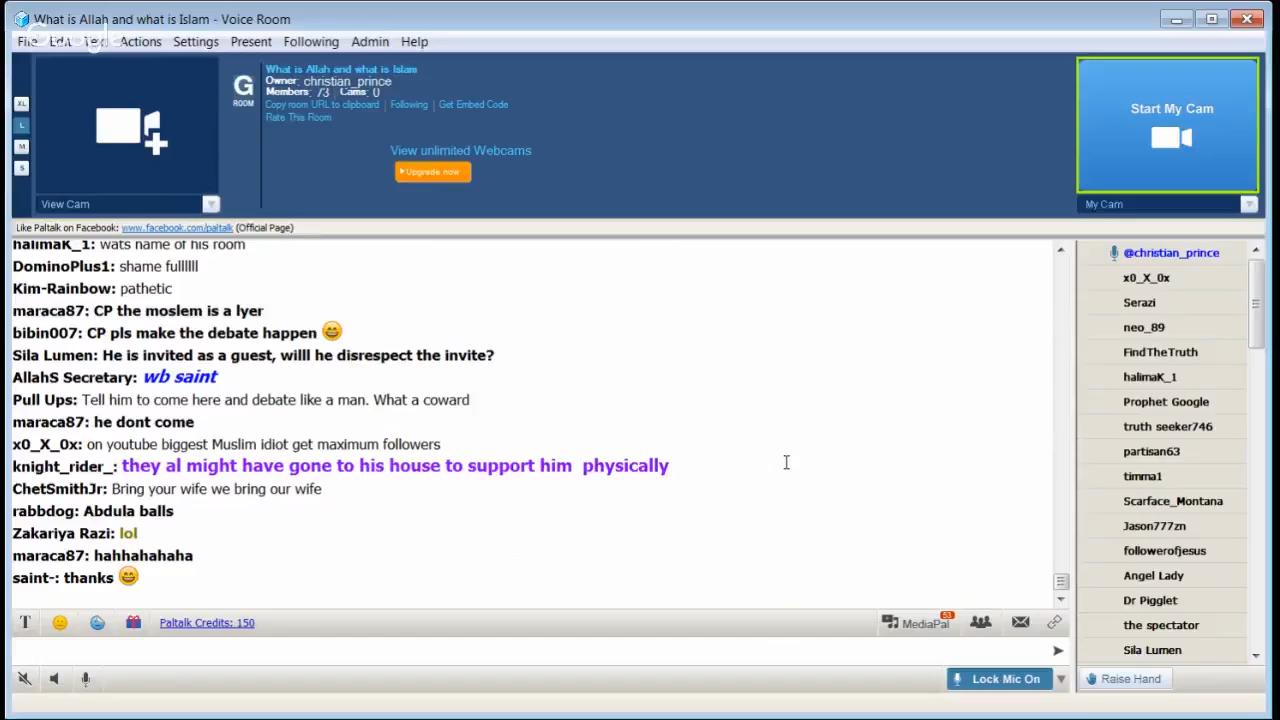 What is Allah and what is Islam - Voice Room
Google
File Edit Text Actions Settings Present Following Admin Help
What is Allah and what is Islam
Owner: christian_prince
Members: 73 Cams: 0
Copy room URL to clipboard | Following | Get Embed Code
Rate This Room
G
ROOM
XL
L
M
S
View unlimited Webcams
Upgrade now
Start My Cam
View Cam
My Cam
Like Paltalk on Facebook: www.facebook.com/paltalk (Official Page)
halimaK_1: wats name of his room
DominoPlus1: shame fullllll
Kim-Rainbow: pathetic
maraca87: CP the moslem is a lyer
bibin007: CP pls make the debate happen
Sila Lumen: He is invited as a guest, willl he disrespect the invite?
AllahS Secretary: wb saint
Pull Ups: Tell him to come here and debate like a man. What a coward
maraca87: he dont come
x0_X_0x: on youtube biggest Muslim idiot get maximum followers
knight_rider_: they al might have gone to his house to support him physically
ChetSmithJr: Bring your wife we bring our wife
rabbdog: Abdula balls
Zakariya Razi: lol
maraca87: hahhahahaha
saint-: thanks
@christian_prince
x0_X_0x
Serazi
neo_89
FindTheTruth
halimaK_1
Prophet Google
truth seeker746
partisan63
timma1
Scarface_Montana
Jason777zn
followerofjesus
Angel Lady
Dr Pigglet
the spectator
Sila Lumen
T
Paltalk Credits: 150
MediaPal
53
Lock Mic On
Raise Hand